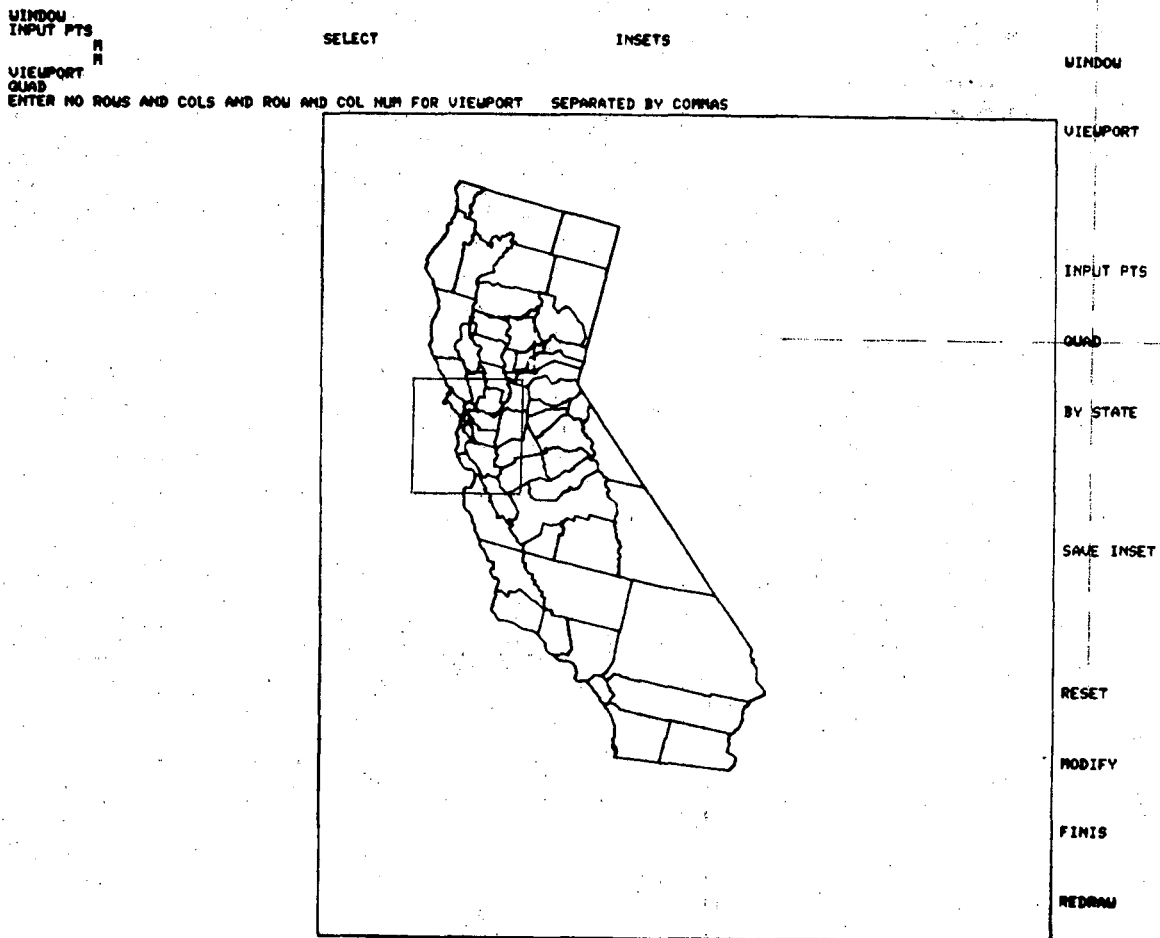 WINDOW
INPUT PTS
M
M
VIEWPORT
QUAD
ENTER NO ROWS AND COLS AND ROW AND COL NUM FOR VIEWPORT SEPARATED BY COMMAS
SELECT INSETS
WINDOW
VIEWPORT
INPUT PTS
QUAD
BY STATE
SAVE INSET
RESET
MODIFY
FINIS
REDRAW